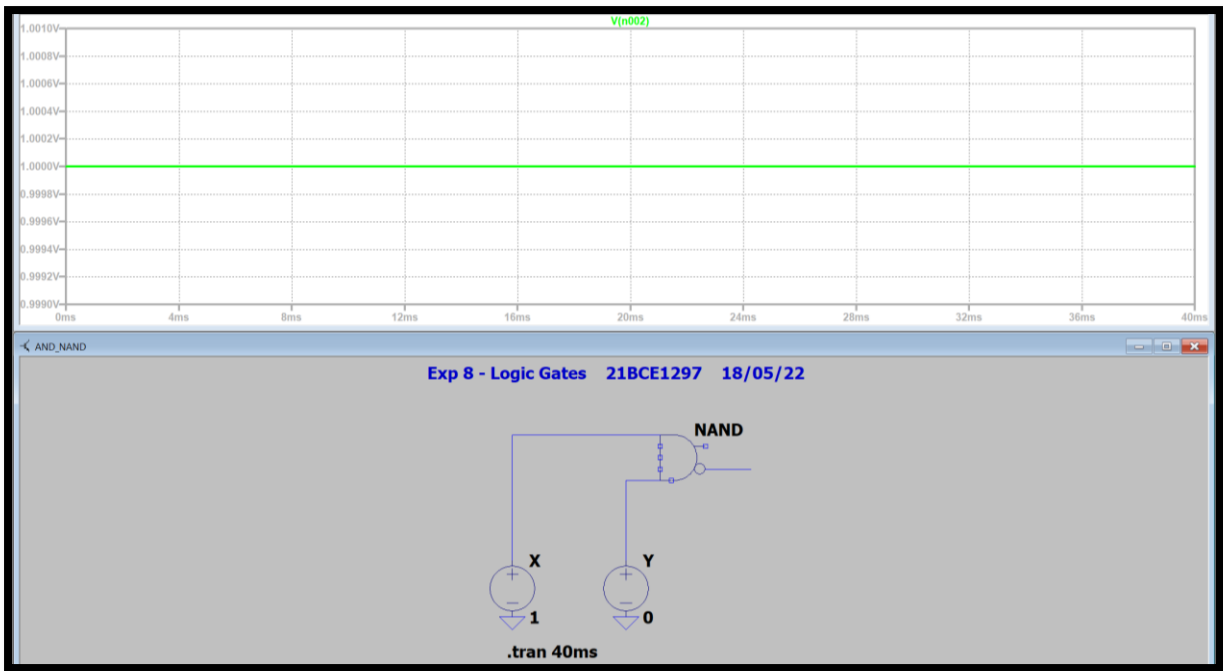 V(n002)
1.0010V
1.0008V
1.0006V
1.0004V
1.0002V
1.0000V
0.9998V
0.9996V
0.9994V
0.9992V
0.9990V
0ms 4ms 8ms 12ms 16ms 20ms 24ms 28ms 32ms 36ms 40ms
AND_NAND
Exp 8 - Logic Gates 21BCE1297 18/05/22
NAND
X Y
1 0
.tran 40ms